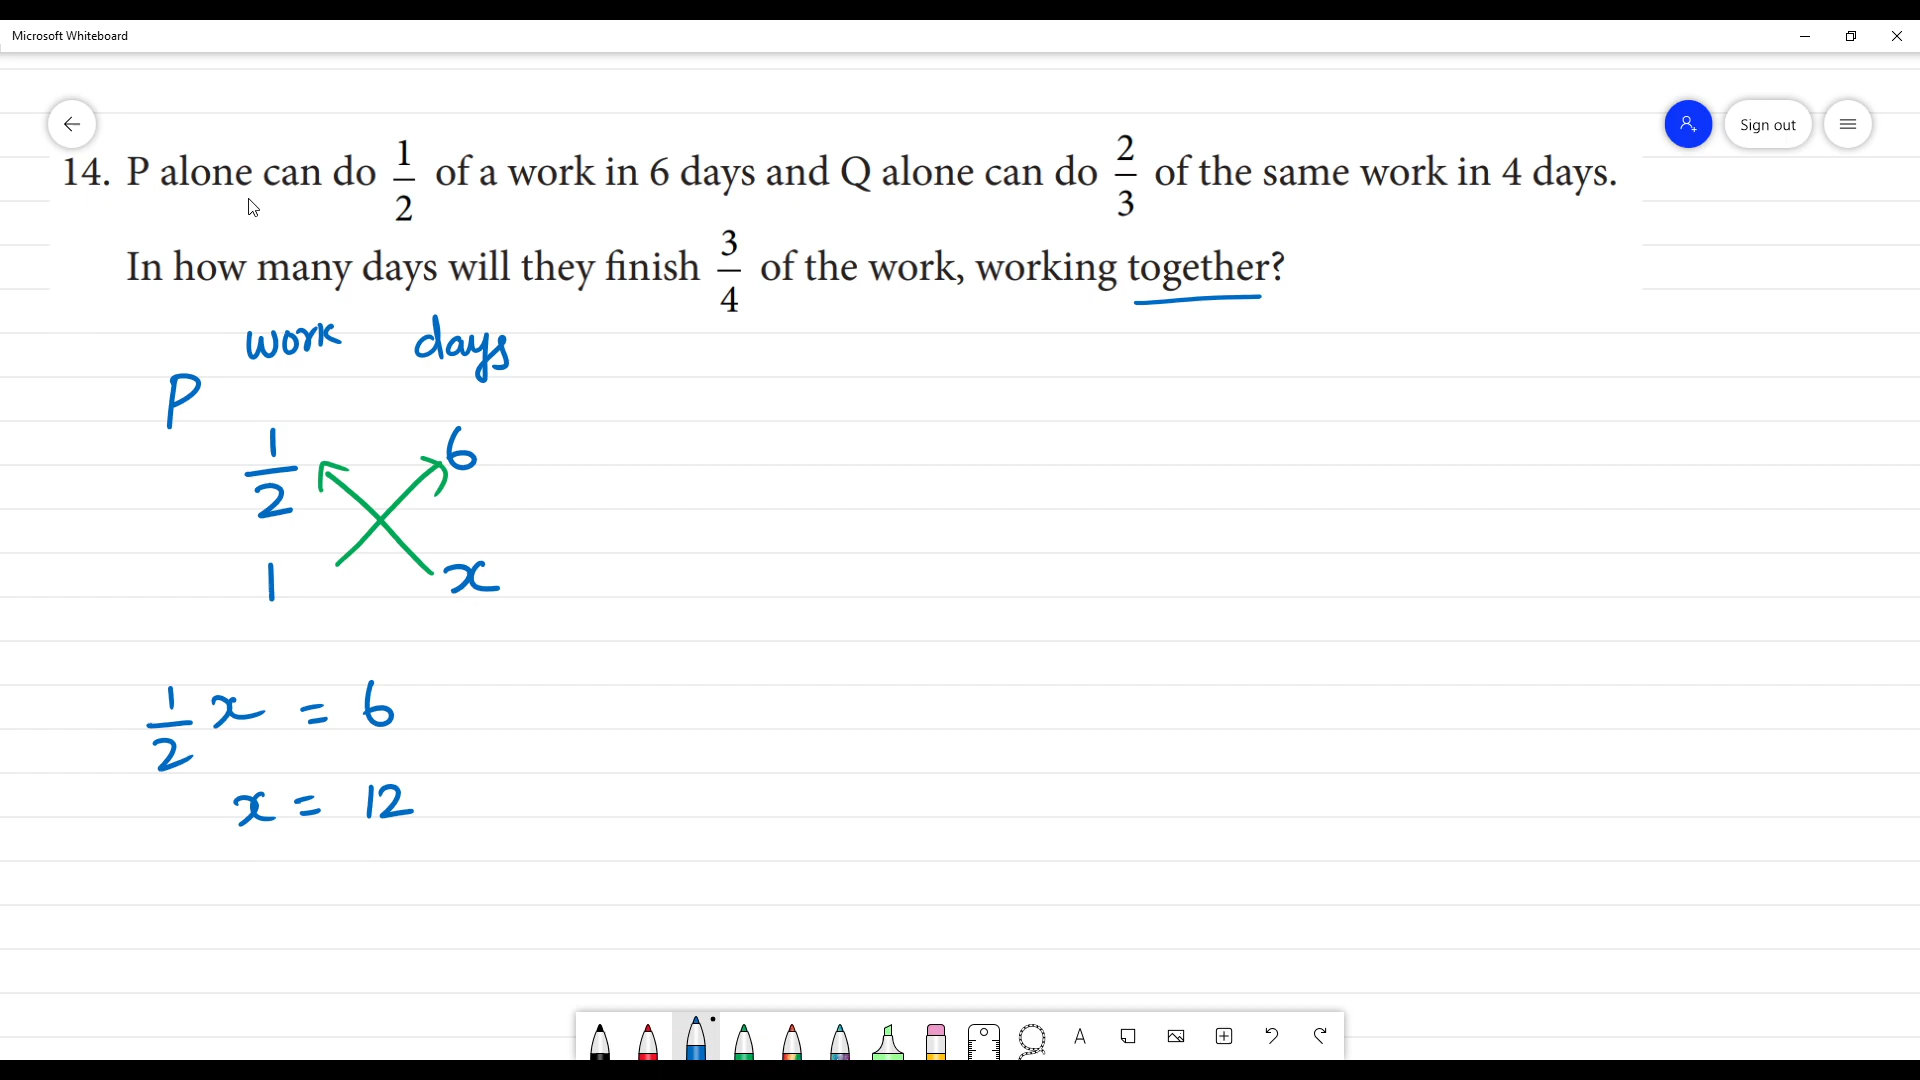 Microsoft Whiteboard
Sign out
14. P alone can do 1/2 of a work in 6 days and Q alone can do 2/3 of the same work in 4 days.
In how many days will they finish 3/4 of the work, working together?
work days
P
1/2 6
1 x
1/2 x = 6
x = 12
A